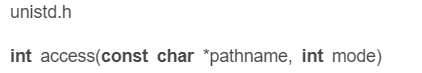 unistd.h
int access(const char *pathname, int mode)